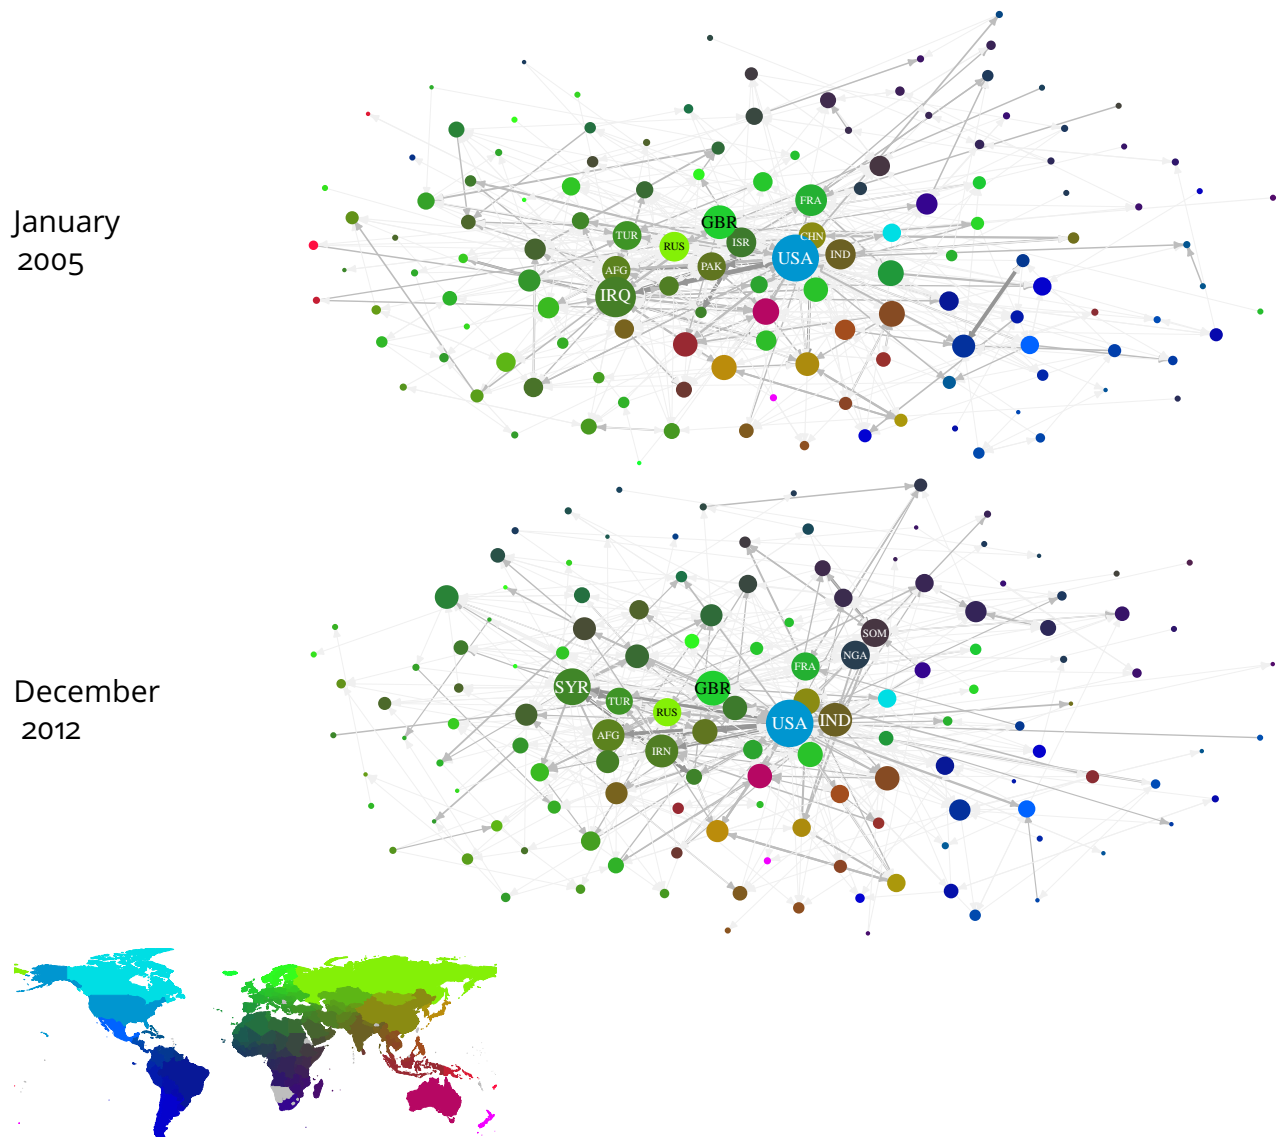 January
2005
FRA
GBR
TUR
CHN
ISR
RUS
USA
IND
PAK
AFG
IRQ
December
2012
SOM
NGA
FRA
SYR
GBR
TUR
RUS
USA
IND
AFG
IRN